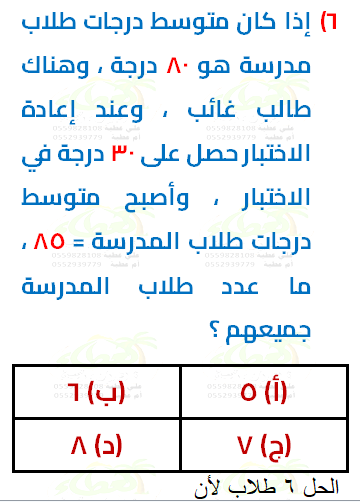 ٦) إذا كان متوسط درجات طلاب
مدرسة هو ٨٠ درجة ، وهناك
طالب غائب ، وعند إعادة
الاختبار حصل على ٣٠ درجة في
الاختبار ، وأصبح متوسط
درجات طلاب المدرسة = ٨٥ ،
ما عدد طلاب المدرسة
جميعهم ؟
(أ) ٥ (ب) ٦
(ج) ٧ (د) ٨
الحل ٦ طلاب لأن